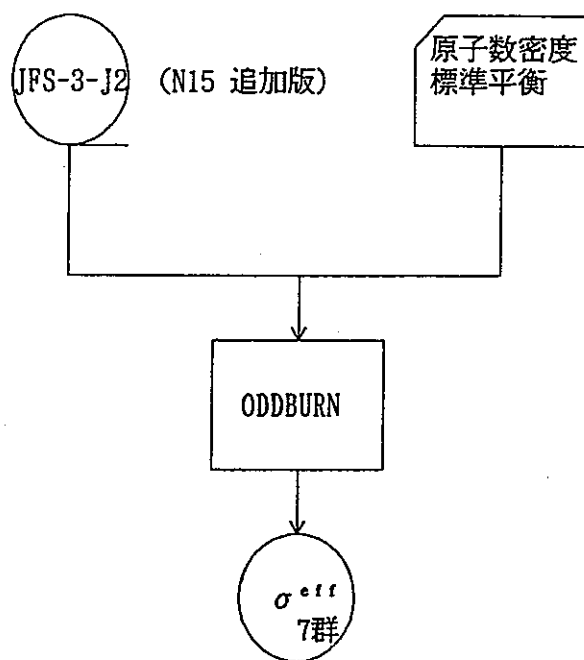 JFS-3-J2 (N15 追加版)
原子数密度
標準平衡
ODDBURN
σ eff
7群